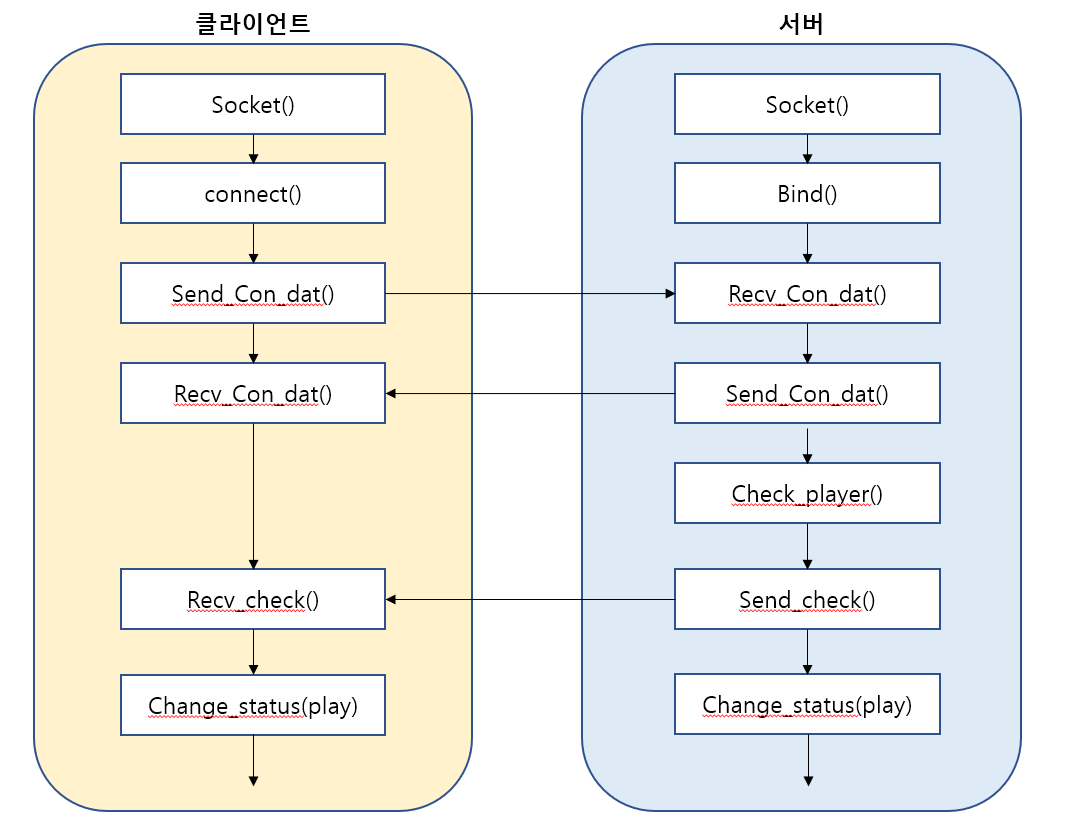 클라이언트
Socket()
connect()
Send_Con_dat()
Recv_Con_dat()
Recv_check()
Change_status(play)
서버
Socket()
Bind()
Recv_Con_dat()
Send_Con_dat()
Check_player()
Send_check()
Change_status(play)